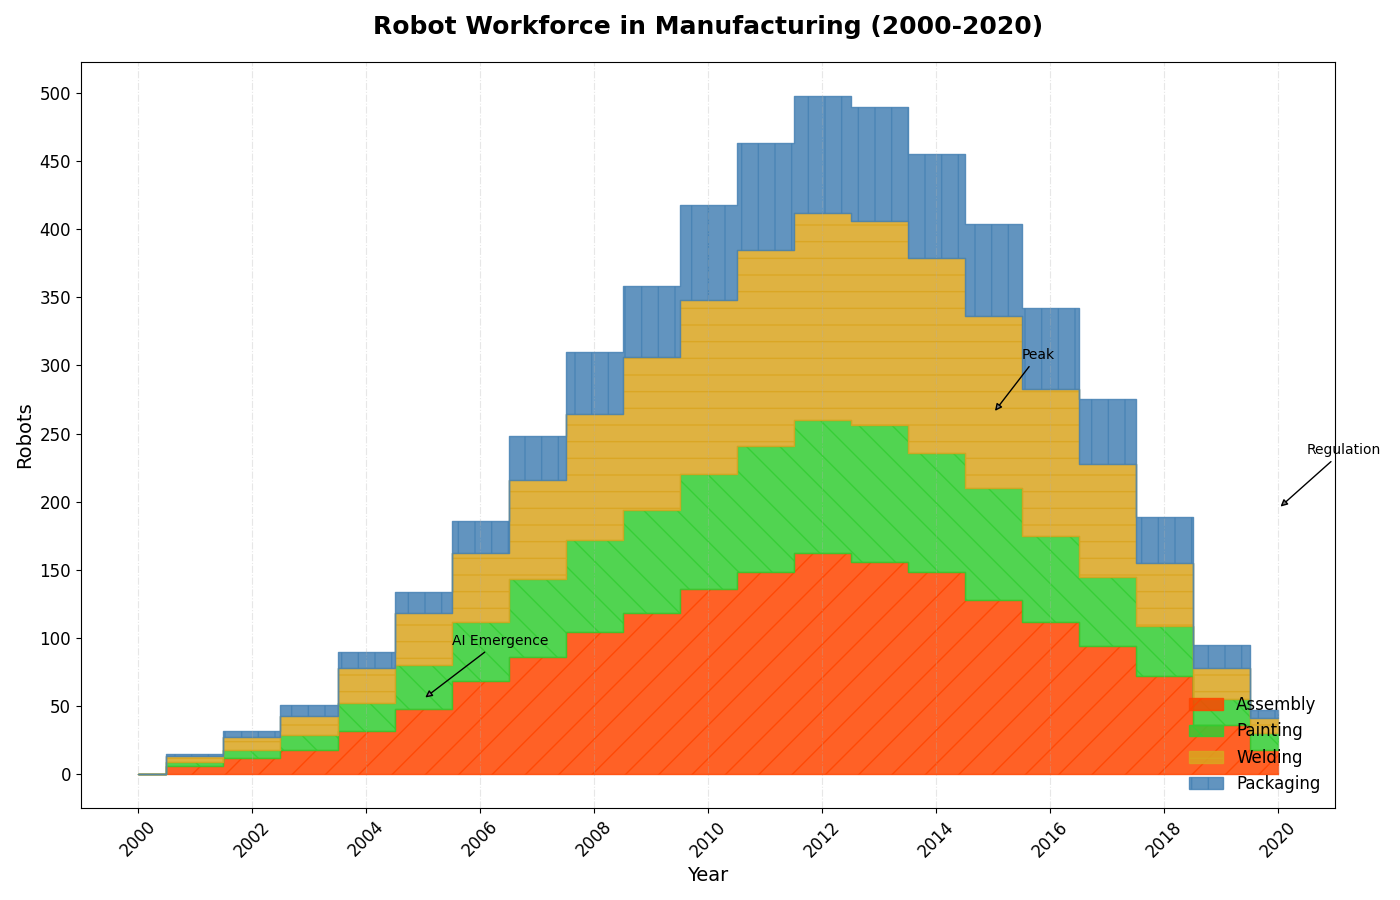 Robot Workforce in Manufacturing (2000-2020)
500
450
400
350
300
250
200
150
100
50
0
Robots
Peak
Regulation
AI Emergence
Assembly
Painting
Welding
Packaging
2000
2002
2004
2006
2008
2010
2012
2014
2016
2018
2020
Year